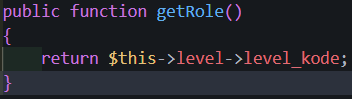 public function getRole()
{
    return $this->level->level_kode;
}